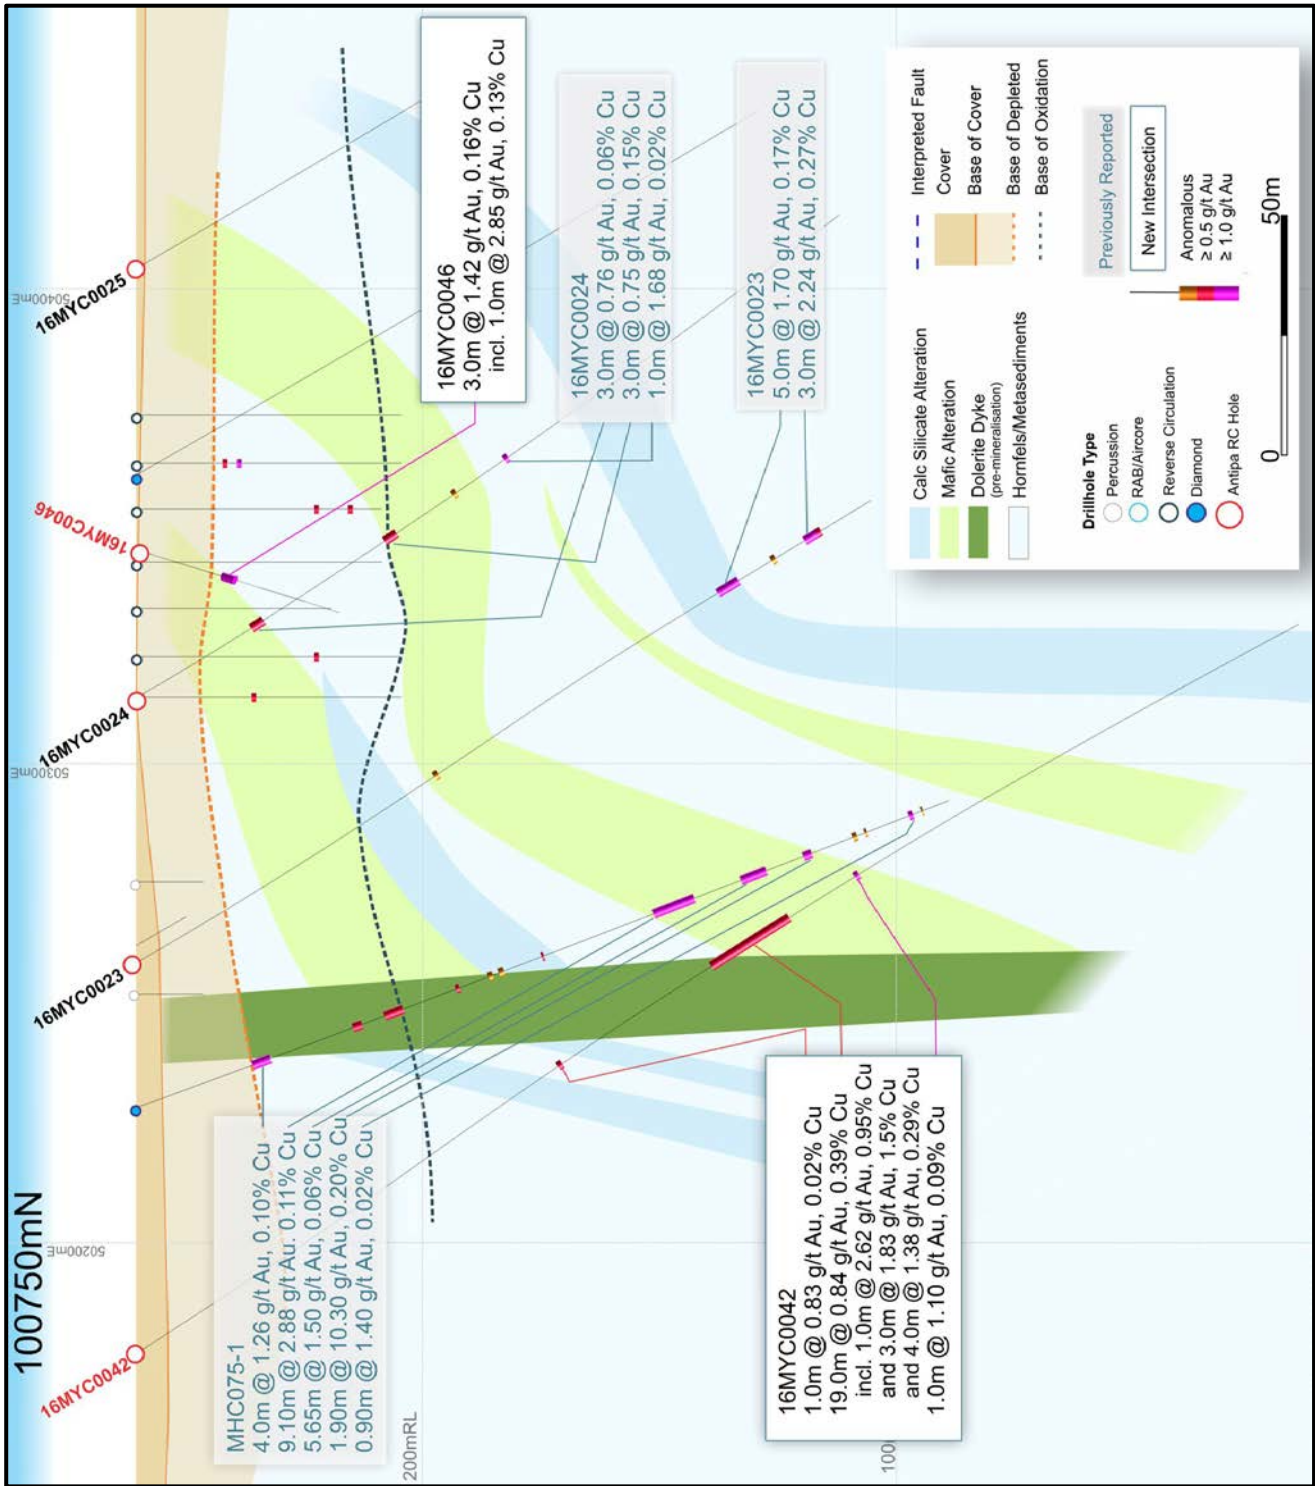 100750mN
50200mE
50300mE
50400mE
16MYC0042
16MYC0023
16MYC0024
16MYC0046
16MYC0025
MHC075-1
4.0m @ 1.26 g/t Au, 0.10% Cu
9.10m @ 2.88 g/t Au. 0.11% Cu
5.65m @ 1.50 g/t Au, 0.06% Cu
1.90m @ 10.30 g/t Au, 0.20% Cu
0.90m @ 1.40 g/t Au, 0.02% Cu
200mRL
16MYC0046
3.0m @ 1.42 g/t Au, 0.16% Cu
incl. 1.0m @ 2.85 g/t Au, 0.13% Cu
16MYC0024
3.0m @ 0.76 g/t Au, 0.06% Cu
3.0m @ 0.75 g/t Au, 0.15% Cu
1.0m @ 1.68 g/t Au, 0.02% Cu
16MYC0023
5.0m @ 1.70 g/t Au, 0.17% Cu
3.0m @ 2.24 g/t Au, 0.27% Cu
16MYC0042
1.0m @ 0.83 g/t Au, 0.02% Cu
19.0m @ 0.84 g/t Au, 0.39% Cu
incl. 1.0m @ 2.62 g/t Au, 0.95% Cu
and 3.0m @ 1.83 g/t Au, 1.5% Cu
and 4.0m @ 1.38 g/t Au, 0.29% Cu
1.0m @ 1.10 g/t Au, 0.09% Cu
Calc Silicate Alteration
Mafic Alteration
Dolerite Dyke
(pre-mineralisation)
Hornfels/Metasediments
Interpreted Fault
Cover
Base of Cover
Base of Depleted
Base of Oxidation
Drillhole Type
Percussion
RAB/Aircore
Reverse Circulation
Diamond
Antipa RC Hole
Previously Reported
New Intersection
Anomalous
≥ 0.5 g/t Au
≥ 1.0 g/t Au
0
50m